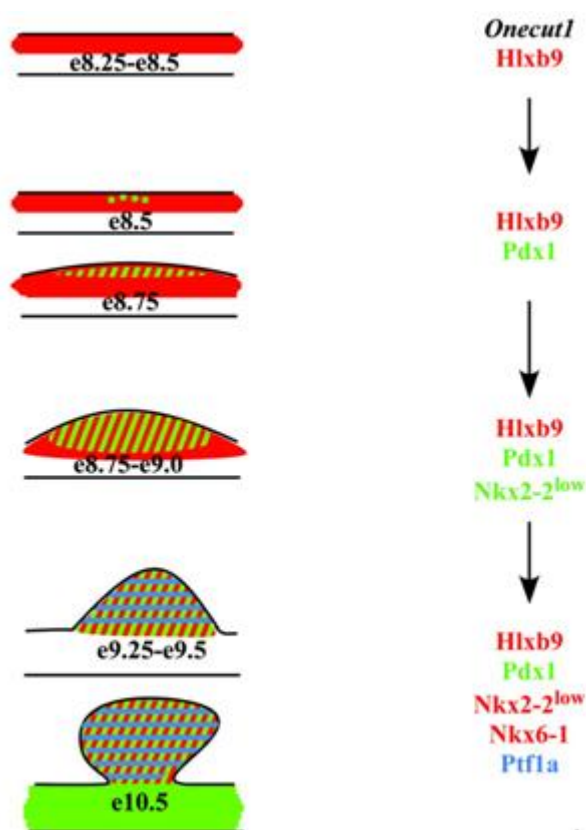 Onecut1
Hlxb9
e8.25-e8.5
e8.5
Hlxb9
Pdx1
e8.75
Hlxb9
Pdx1
Nkx2-2low
e8.75-e9.0
e9.25-e9.5
Hlxb9
Pdx1
Nkx2-2low
Nkx6-1
Ptf1a
e10.5